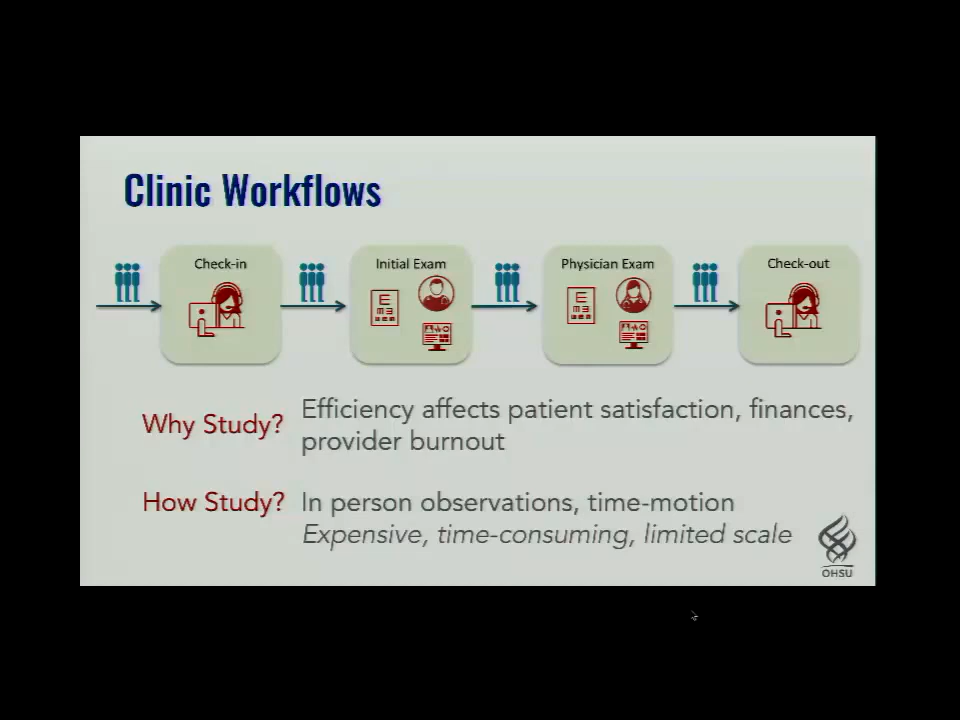 Clinic Workflows
Check-in
Initial Exam
Physician Exam
Check-out
Why Study?
Efficiency affects patient satisfaction, finances,
provider burnout
How Study?
In person observations, time-motion
Expensive, time-consuming, limited scale
OHSU